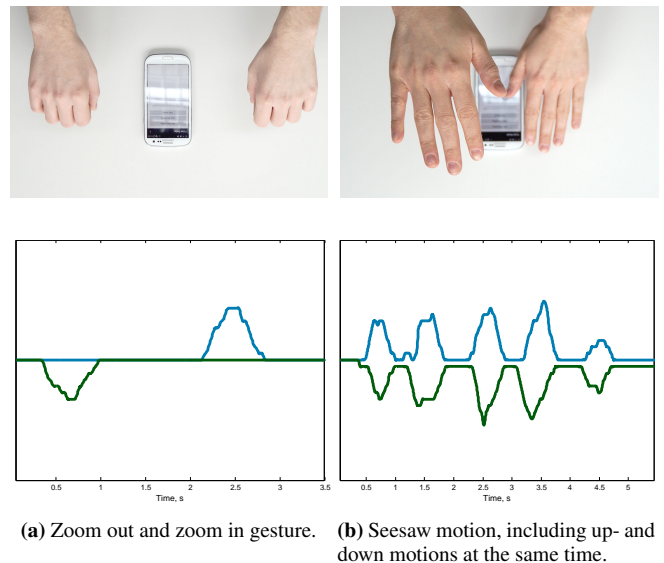 0.5 1 1.5 2 2.5 3 3.5
Time, s
0.5 1 1.5 2 2.5 3 3.5 4 4.5 5
Time, s
(a) Zoom out and zoom in gesture.
(b) Seesaw motion, including up- and
down motions at the same time.